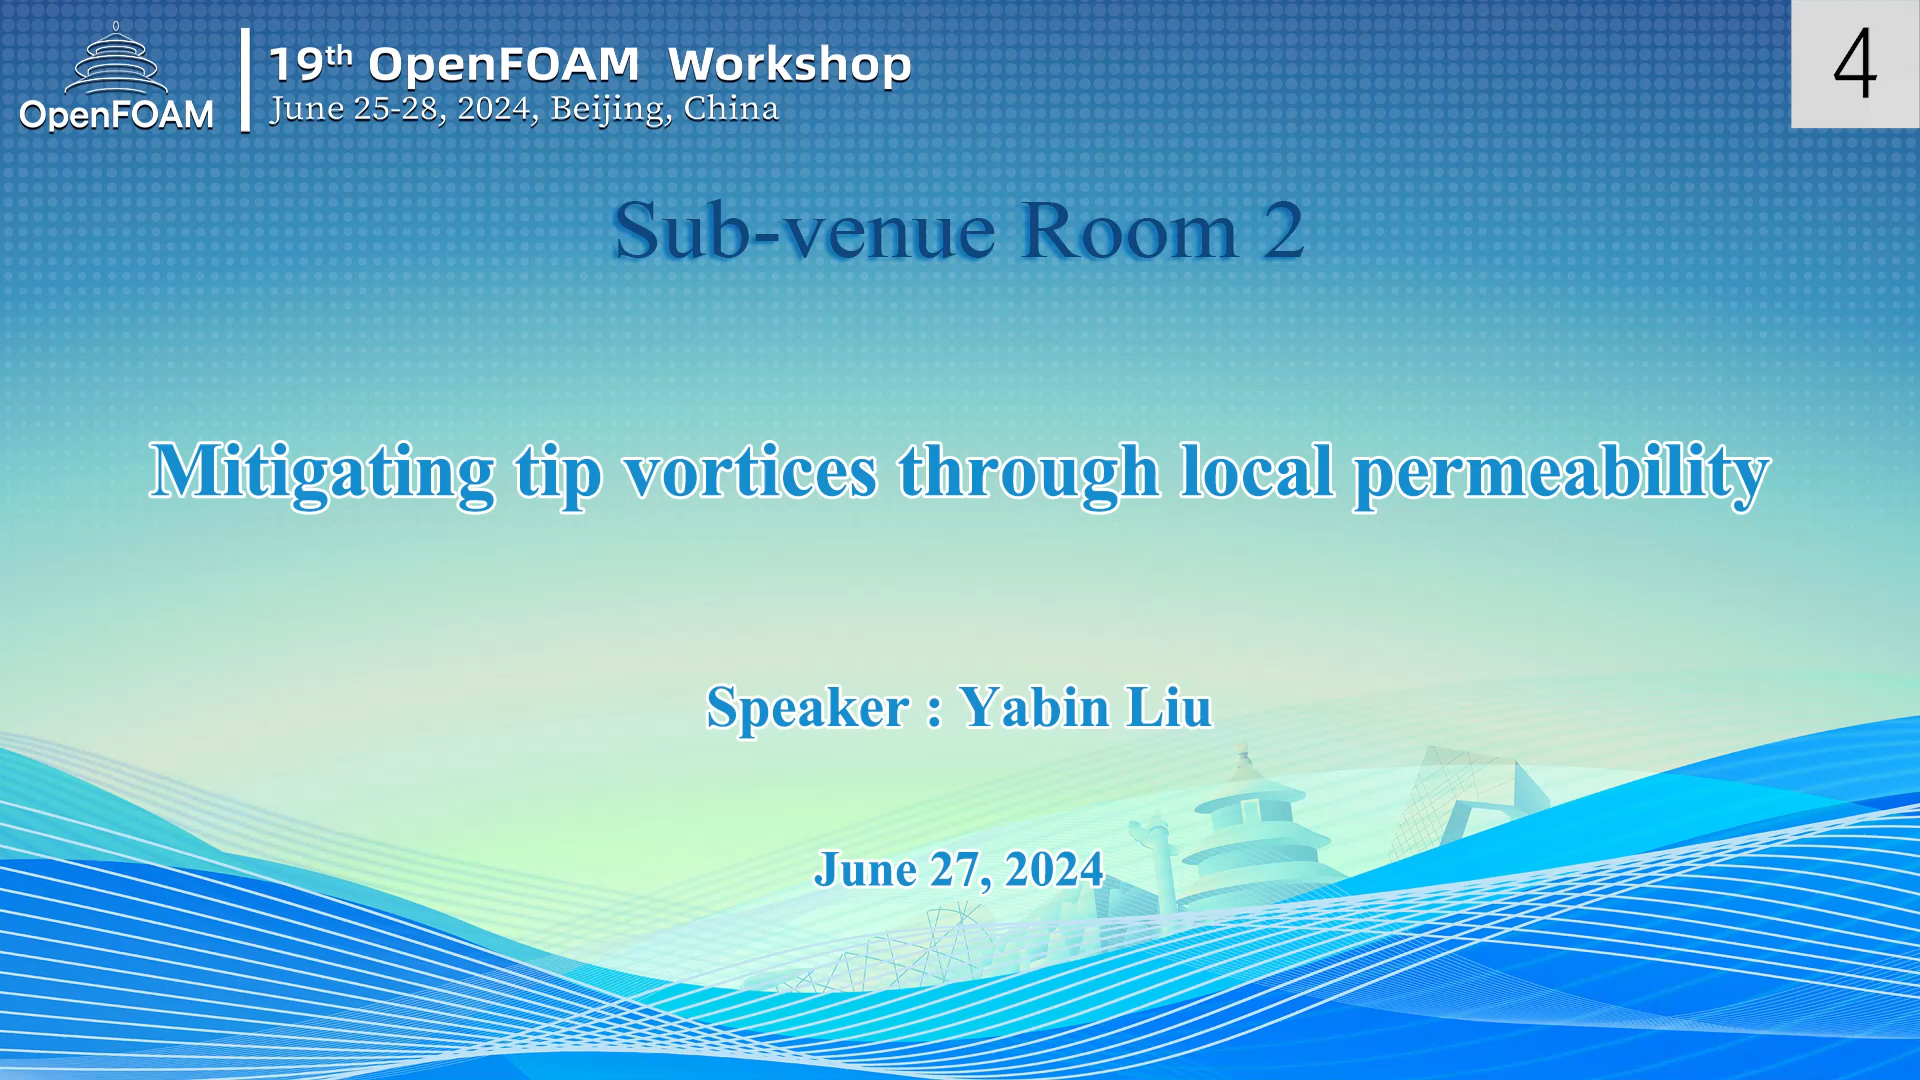 OpenFOAM
19th OpenFOAM Workshop
June 25-28, 2024, Beijing, China
4
Sub-venue Room 2
Mitigating tip vortices through local permeability
Speaker : Yabin Liu
June 27, 2024